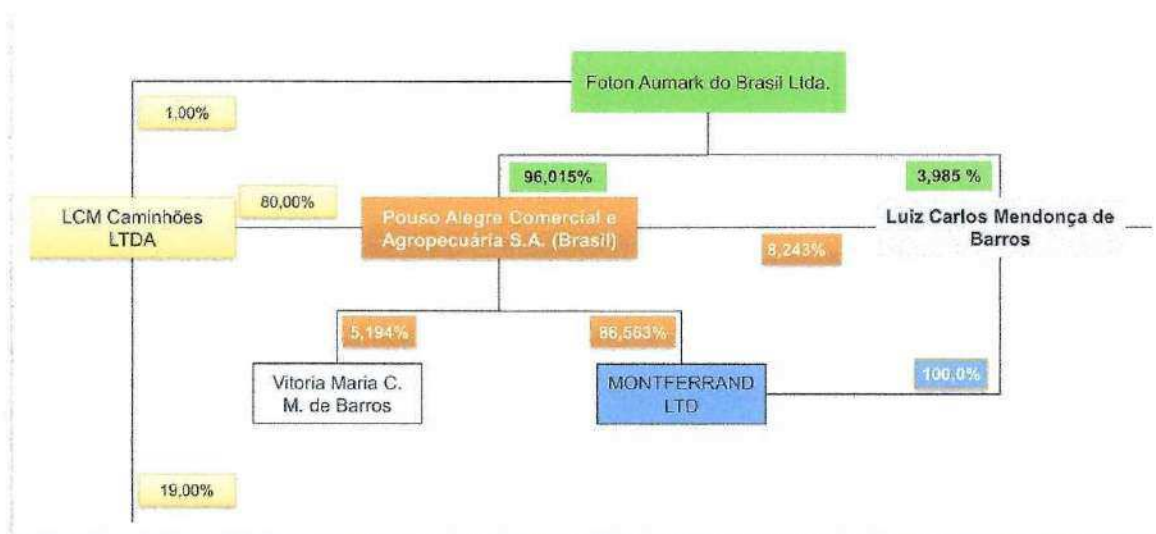 Foton Aumark do Brasil Ltda.
1,00%
96,015%
3,985 %
80,00%
LCM Caminhões
LTDA
Pouso Alegre Comercial e
Agropecuária S.A. (Brasil)
Luiz Carlos Mendonça de
Barros
8,243%
5,194%
86,563%
Vitoria Maria C.
M. de Barros
MONTFERRAND
LTD
100,0%
19,00%